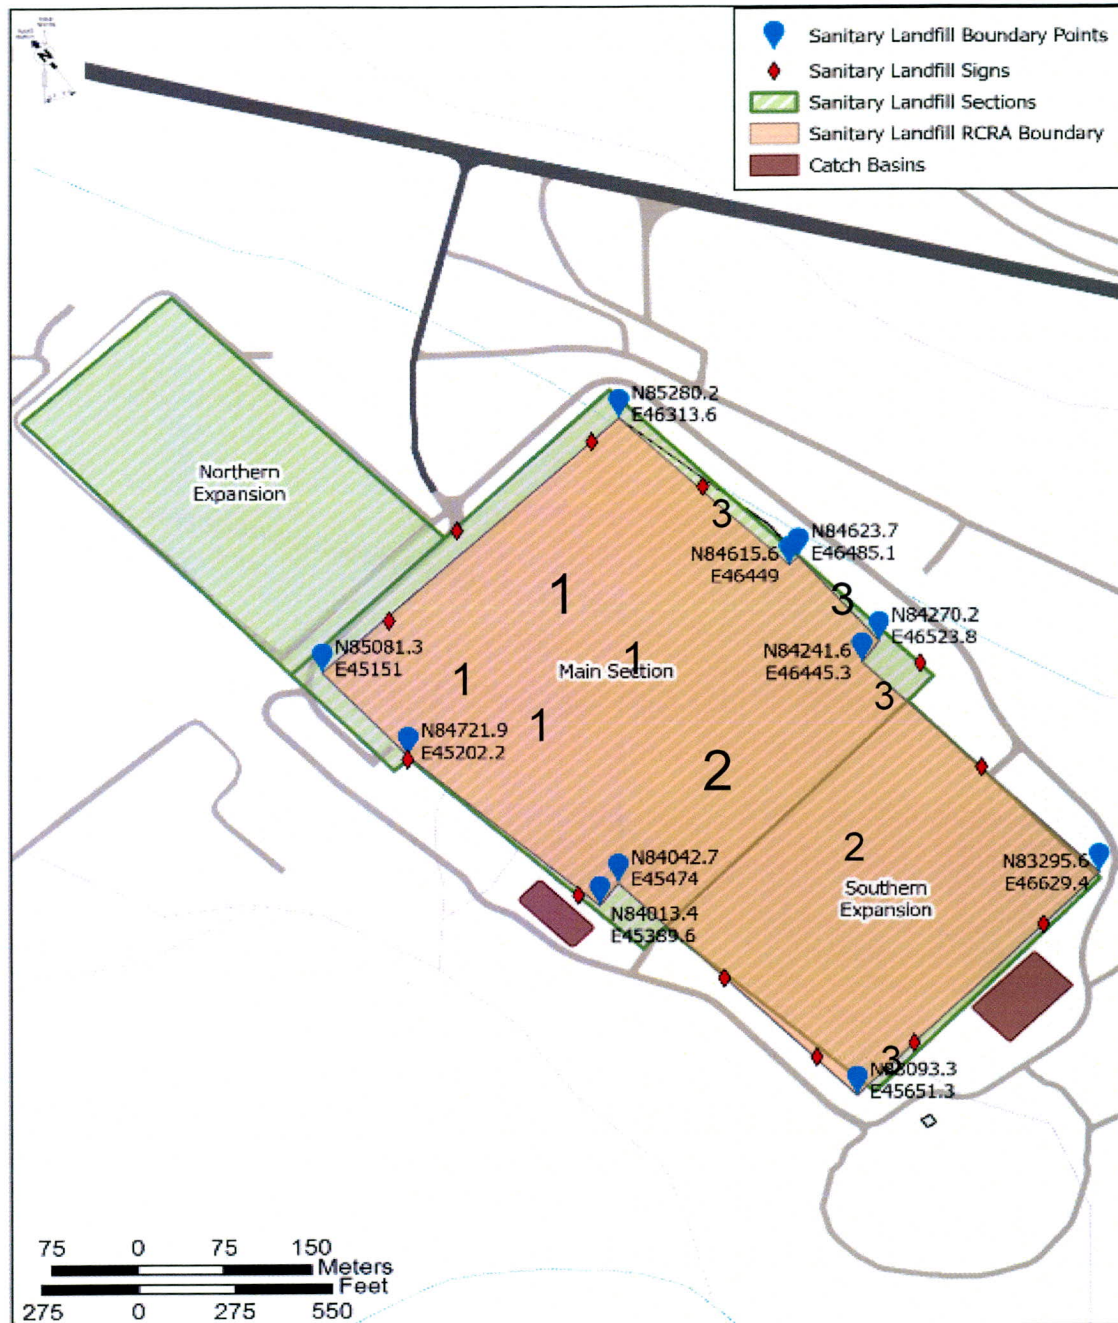 N
Sanitary Landfill Boundary Points
Sanitary Landfill Signs
Sanitary Landfill Sections
Sanitary Landfill RCRA Boundary
Catch Basins
N85280.2
E46313.6
Northern
Expansion
3
N84623.7
E46485.1
N84615.6
E46449
1
3
N84270.2
E46523.8
N84241.6
E46445.3
N85081.3
E45151
1
Main Section
1
3
1
N84721.9
E45202.2
2
2
N84042.7
E45474
N83295.6
E46629.4
Southern
Expansion
N84013.4
E45389.6
3
N83093.3
E45651.3
75 0 75 150
Meters
Feet
275 0 275 550